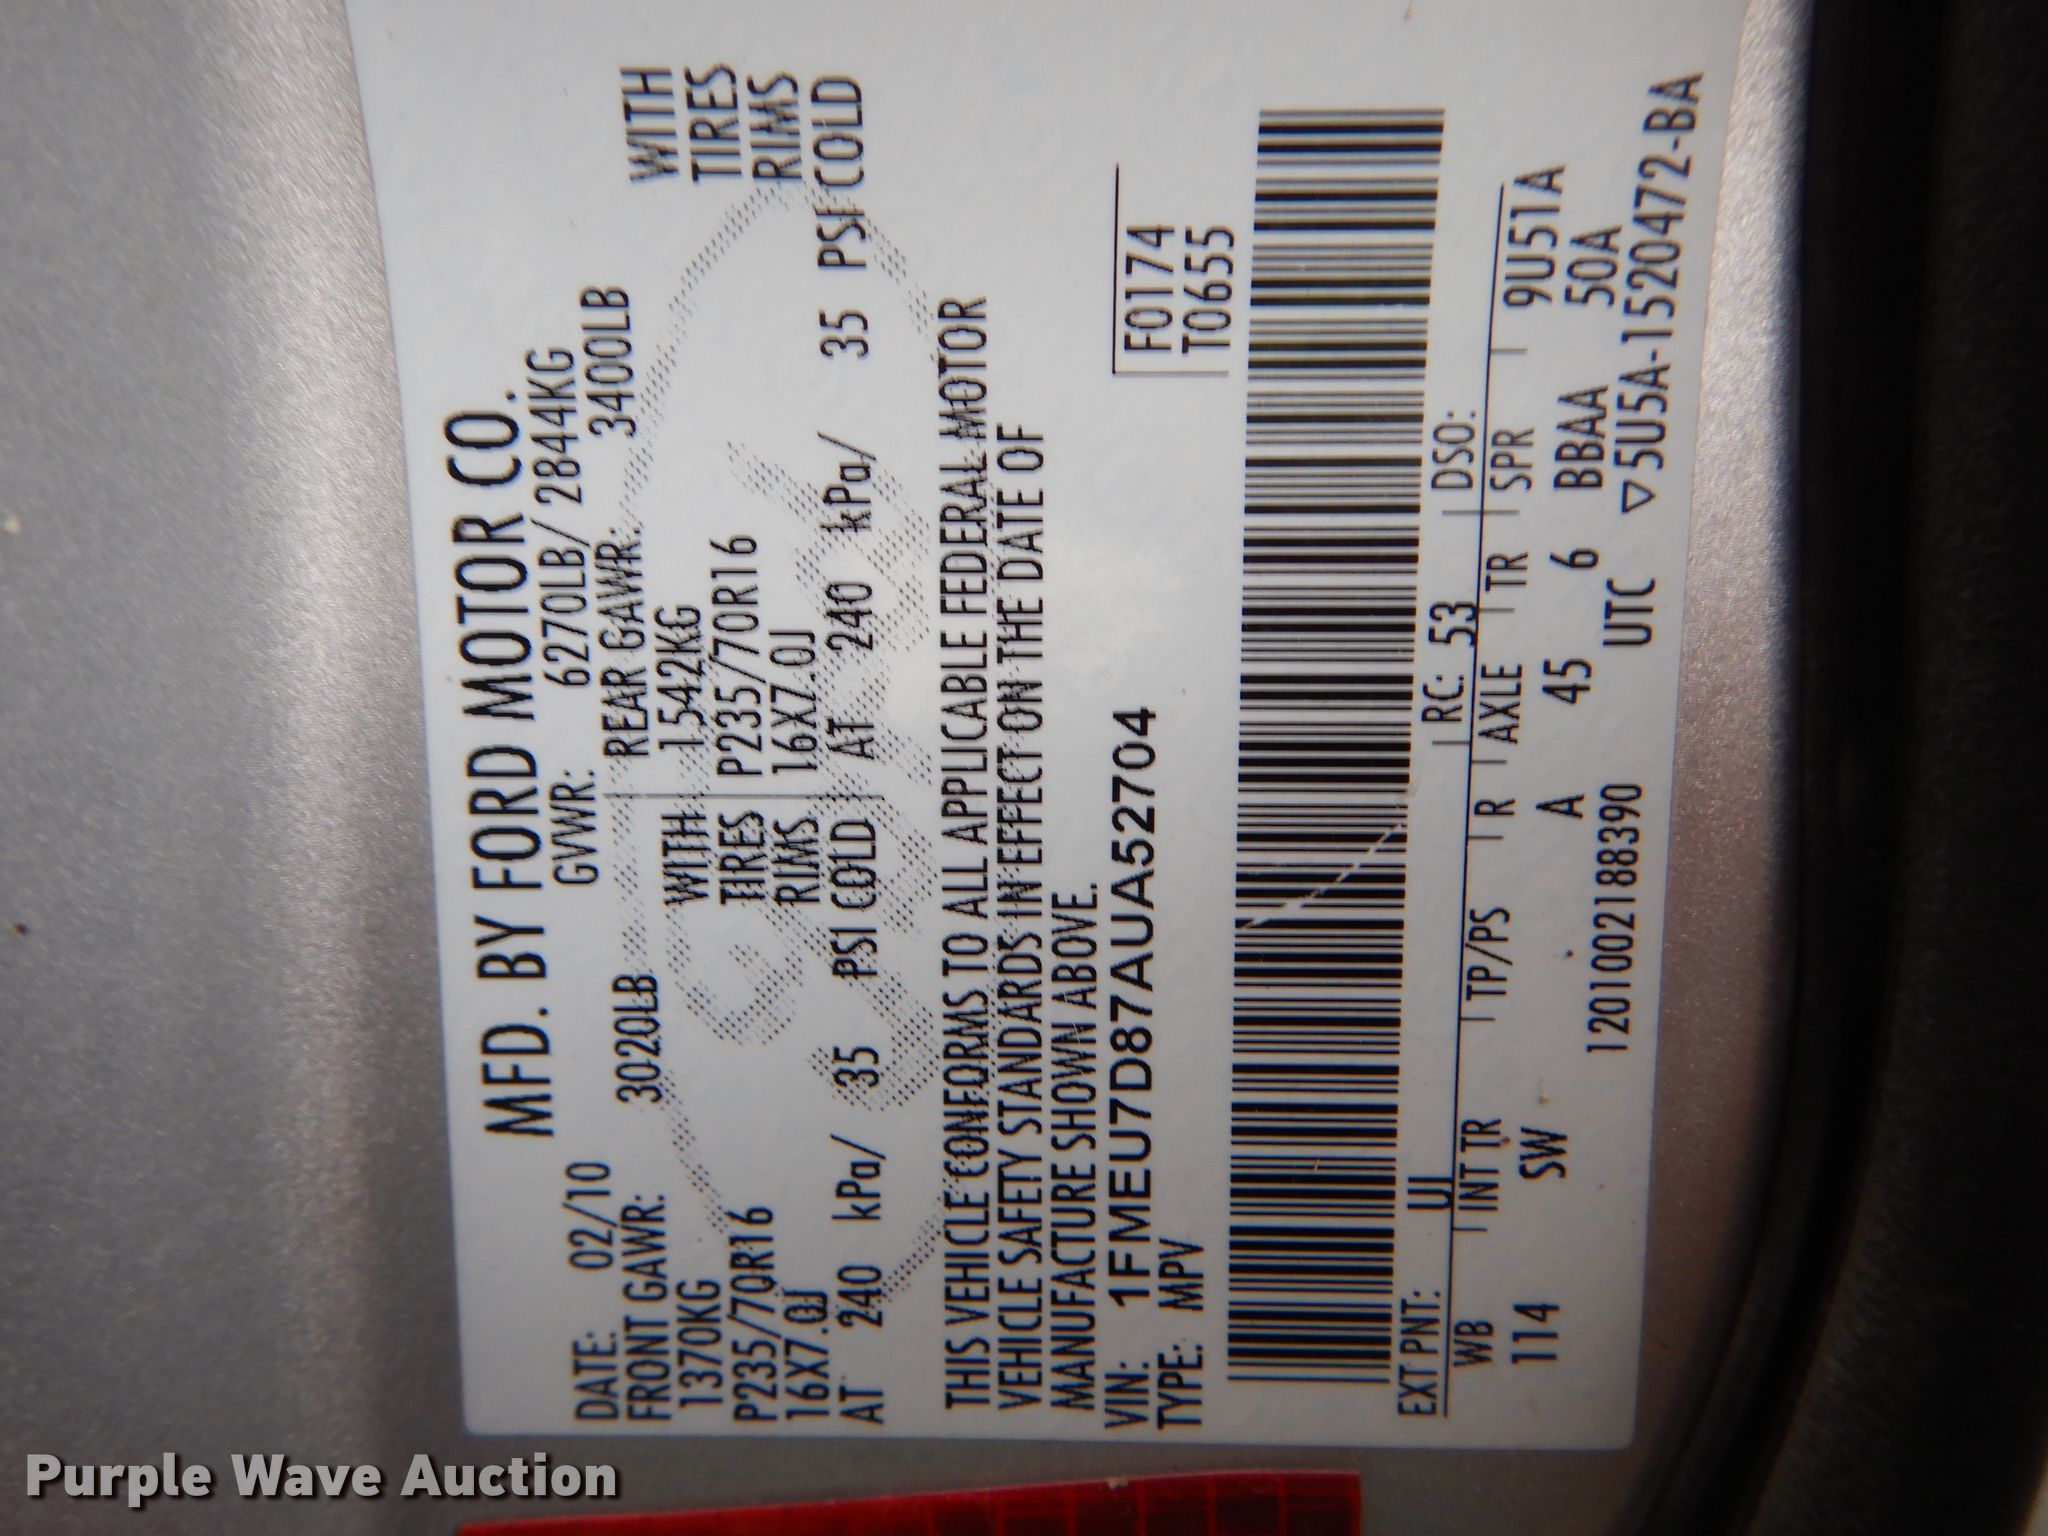 MFD. BY FORD MOTOR CO.
DATE: 02/10 GVWR: 6270LB/ 2844KG
FRONT GAWR: 3020LB REAR GAWR: 3400LB
1370KG WITH 1542KG WITH
P235/70R16 TIRES P235/70R16 TIRES
16X7.0J RIMS 16X7.0J RIMS
AT 240 kPa/ 35 PSI COLD AT 240 kPa/ 35 PSI COLD
THIS VEHICLE CONFORMS TO ALL APPLICABLE FEDERAL MOTOR
VEHICLE SAFETY STANDARDS IN EFFECT ON THE DATE OF
MANUFACTURE SHOWN ABOVE.
VIN: 1FMEU7D87AUA52704 F0174
TYPE: MPV T0655
EXT PNT: UI RC: 53 DSO:
WB INT TR TP/PS R AXLE TR SPR 9U51A
114 SW A 45 6 BBAA 50A
1201002188390 UTC ▽5U5A-1520472-BA
Purple Wave Auction